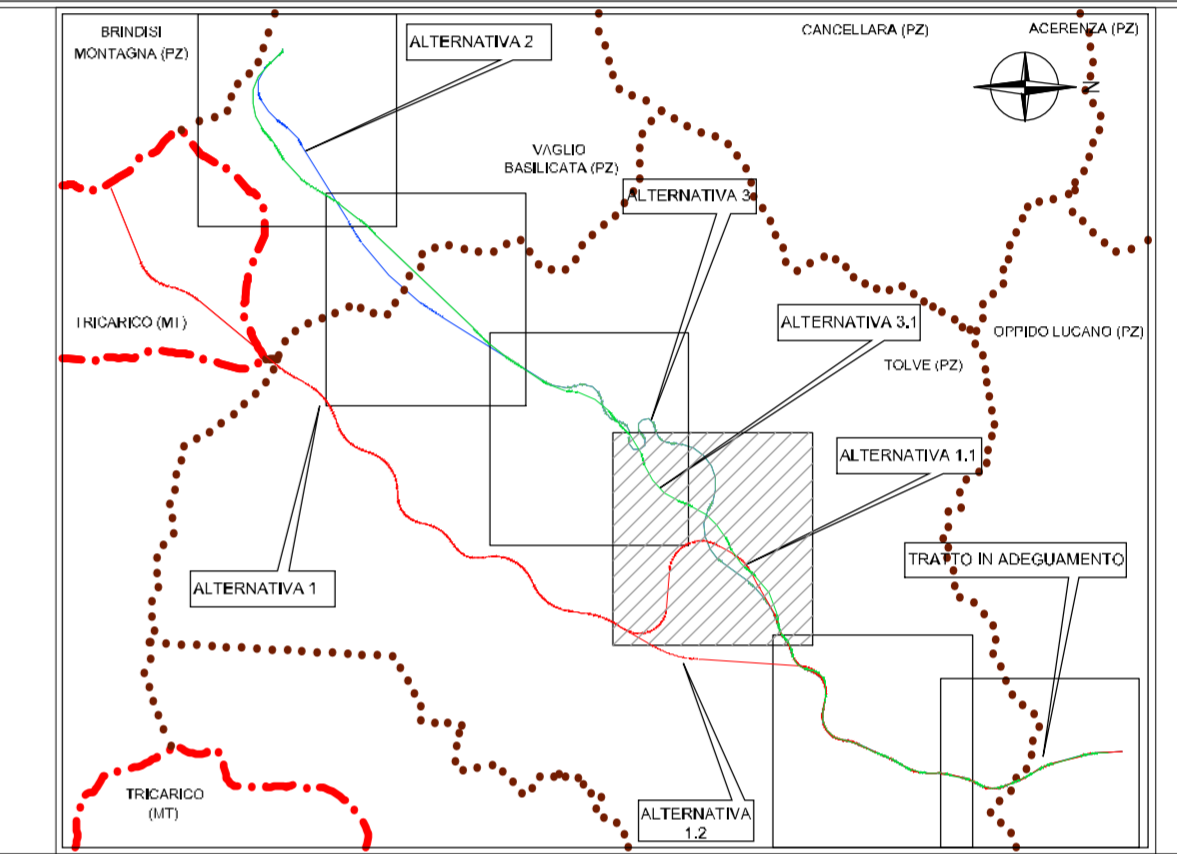 BRINDISI
MONTAGNA (PZ)
ALTERNATIVA 2
CANCELLARA (PZ)
ACERENZA (PZ)
N
VAGLIO
BASILICATA (PZ)
ALTERNATIVA 3
TRICARICO (MT)
ALTERNATIVA 3.1
OPPIDO LUCANO (PZ)
TOLVE (PZ)
ALTERNATIVA 1.1
TRATTO IN ADEGUAMENTO
ALTERNATIVA 1
TRICARICO
(MT)
ALTERNATIVA
1.2